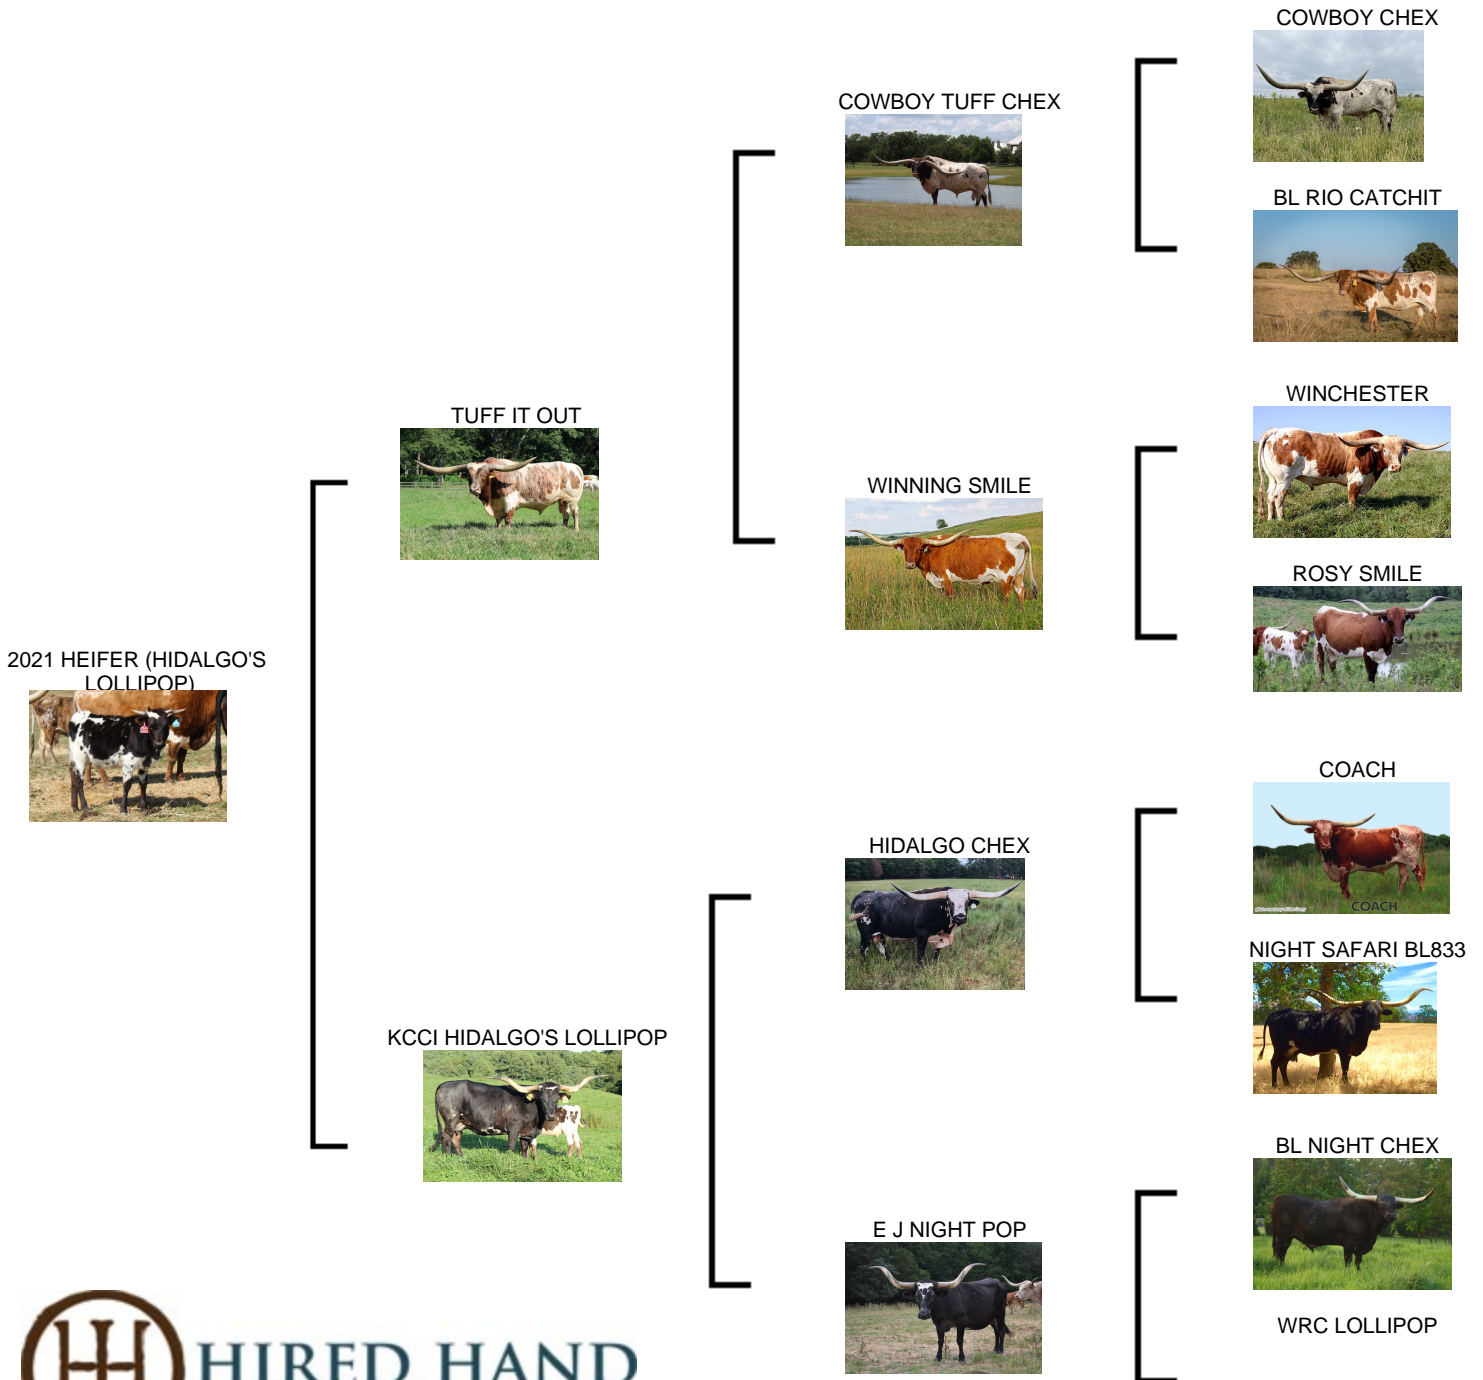 COWBOY CHEX
COWBOY TUFF CHEX
BL RIO CATCHIT
WINCHESTER
TUFF IT OUT
WINNING SMILE
ROSY SMILE
2021 HEIFER (HIDALGO'S
LOLLIPOP)
COACH
HIDALGO CHEX
COACH
NIGHT SAFARI BL833
KCCI HIDALGO'S LOLLIPOP
BL NIGHT CHEX
E J NIGHT POP
WRC LOLLIPOP
HIRED HAND